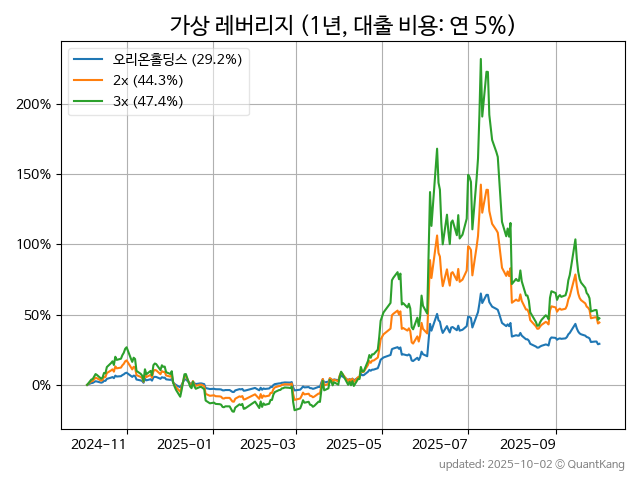 가상 레버리지 (1년, 대출 비용: 연 5%)
오리온홀딩스 (29.2%)
2x (44.3%)
3x (47.4%)
200%
150%
100%
50%
0%
2024-11 2025-01 2025-03 2025-05 2025-07 2025-09
updated: 2025-10-02 © QuantKang